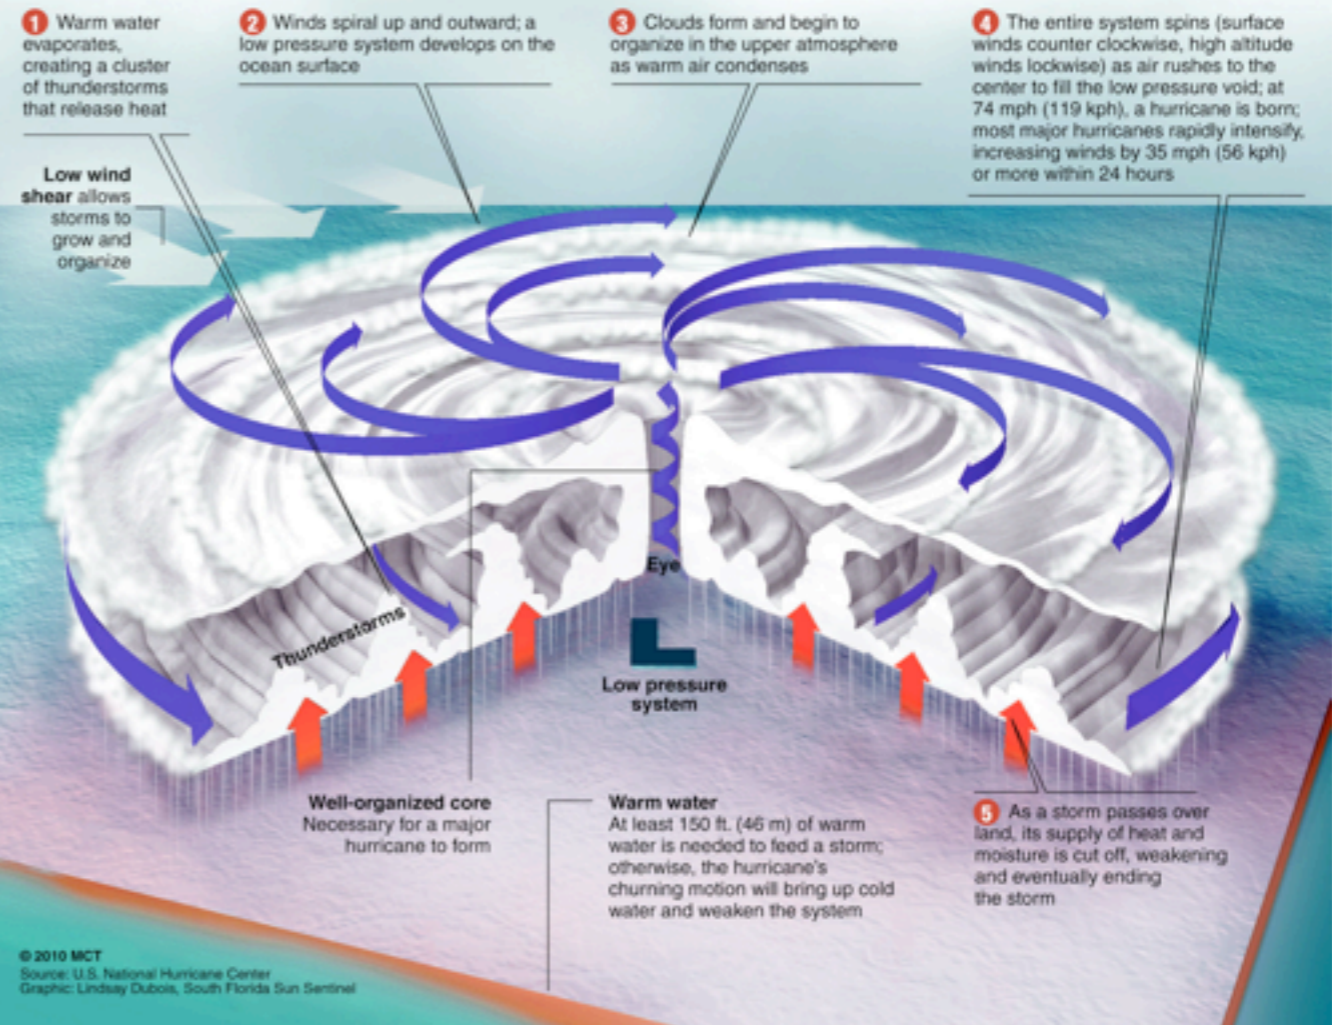 1 Warm water
evaporates,
creating a cluster
of thunderstorms
that release heat
2 Winds spiral up and outward; a
low pressure system develops on the
ocean surface
3 Clouds form and begin to
organize in the upper atmosphere
as warm air condenses
4 The entire system spins (surface
winds counter clockwise, high altitude
winds lockwise) as air rushes to the
center to fill the low pressure void; at
74 mph (119 kph), a hurricane is born;
most major hurricanes rapidly intensify,
increasing winds by 35 mph (56 kph)
or more within 24 hours
Low wind
shear allows
storms to
grow and
organize
Eye
Thunderstorms
L
Low pressure
system
Well-organized core
Necessary for a major
hurricane to form
Warm water
At least 150 ft. (46 m) of warm
water is needed to feed a storm;
otherwise, the hurricane's
churning motion will bring up cold
water and weaken the system
5 As a storm passes over
land, its supply of heat and
moisture is cut off, weakening
and eventually ending
the storm
© 2010 MCT
Source: U.S. National Hurricane Center
Graphic: Lindsay Dubois, South Florida Sun Sentinel